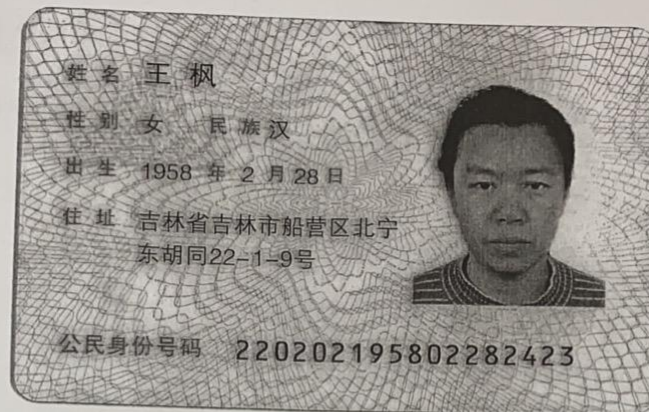 姓名 王枫
性别 女 民族 汉
出生 1958 年 2 月 28 日
住址 吉林省吉林市船营区北宁
东胡同22-1-9号
公民身份号码 220202195802282423